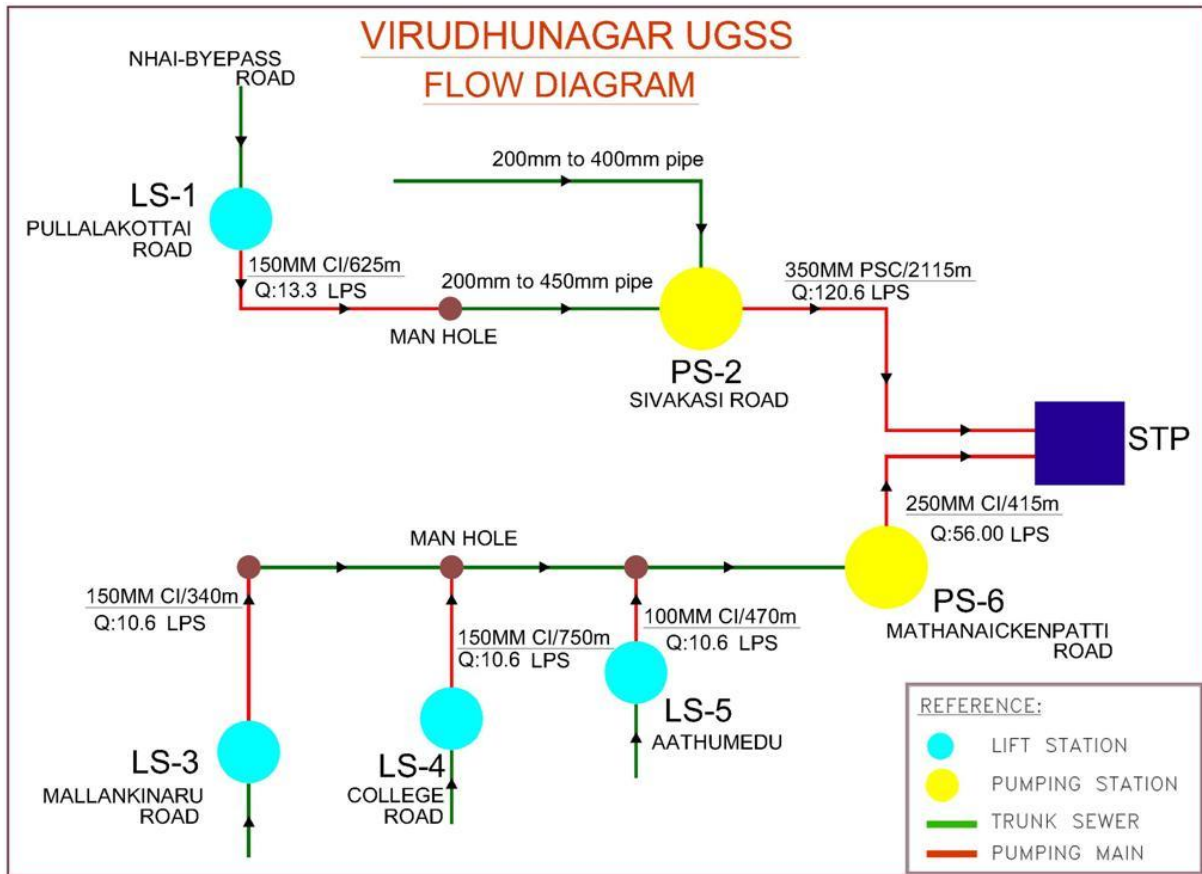 VIRUDHUNAGAR UGSS
FLOW DIAGRAM
NHAI-BYEPASS
ROAD
200mm to 400mm pipe
LS-1
PULLALAKOTTAI
ROAD
150MM CI/625m
Q:13.3 LPS
200mm to 450mm pipe
MAN HOLE
350MM PSC/2115m
Q:120.6 LPS
PS-2
SIVAKASI ROAD
STP
250MM CI/415m
Q:56.00 LPS
MAN HOLE
PS-6
MATHANAICKENPATTI
ROAD
150MM CI/340m
Q:10.6 LPS
150MM CI/750m
Q:10.6 LPS
100MM CI/470m
Q:10.6 LPS
LS-3
MALLANKINARU
ROAD
LS-4
COLLEGE
ROAD
LS-5
AATHUMEDU
REFERENCE:
LIFT STATION
PUMPING STATION
TRUNK SEWER
PUMPING MAIN